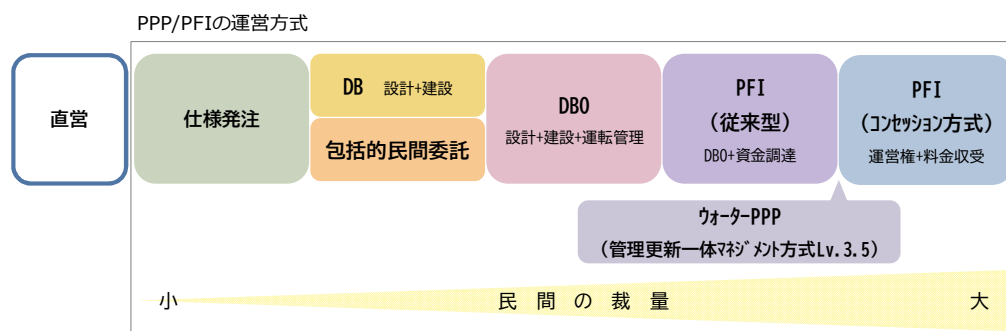 PPP/PFIの運営方式
直営
仕様発注
DB 設計+建設
包括的民間委託
DBO
設計+建設+運転管理
PFI
(従来型)
DBO+資金調達
PFI
(ｺﾝｾｯｼｮﾝ方式)
運営権+料金収受
ｳｫｰﾀｰPPP
(管理更新一体ﾏﾈｼﾞﾒﾝﾄ方式Lv.3.5)
小 民間の裁量 大